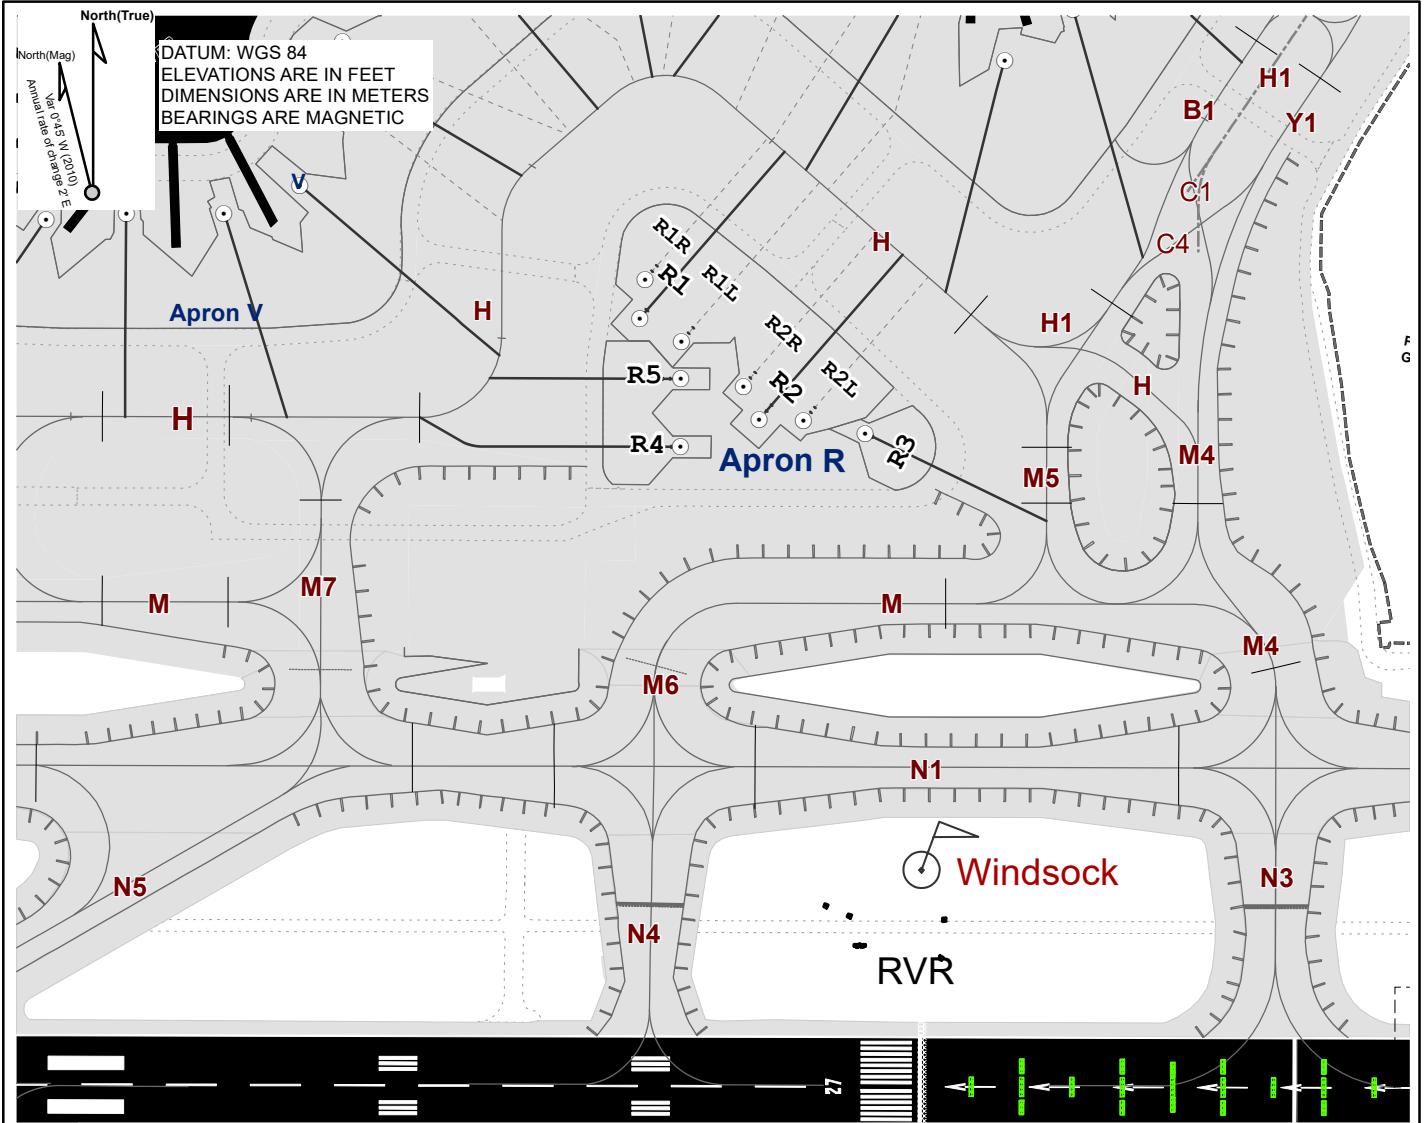 North(True)
North(Mag)
Var 0°45' W (2010)
Annual rate of change 2' E
DATUM: WGS 84
ELEVATIONS ARE IN FEET
DIMENSIONS ARE IN METERS
BEARINGS ARE MAGNETIC
H1
B1
Y1
V
C1
C4
R1R
H
R1
R1L
Apron V
H
H1
R2R
R5
R2
R2L
H
H
R4
Apron R
R3
M4
M5
M7
M
M
M4
M6
N1
Windsock
N5
N3
N4
RVR
27